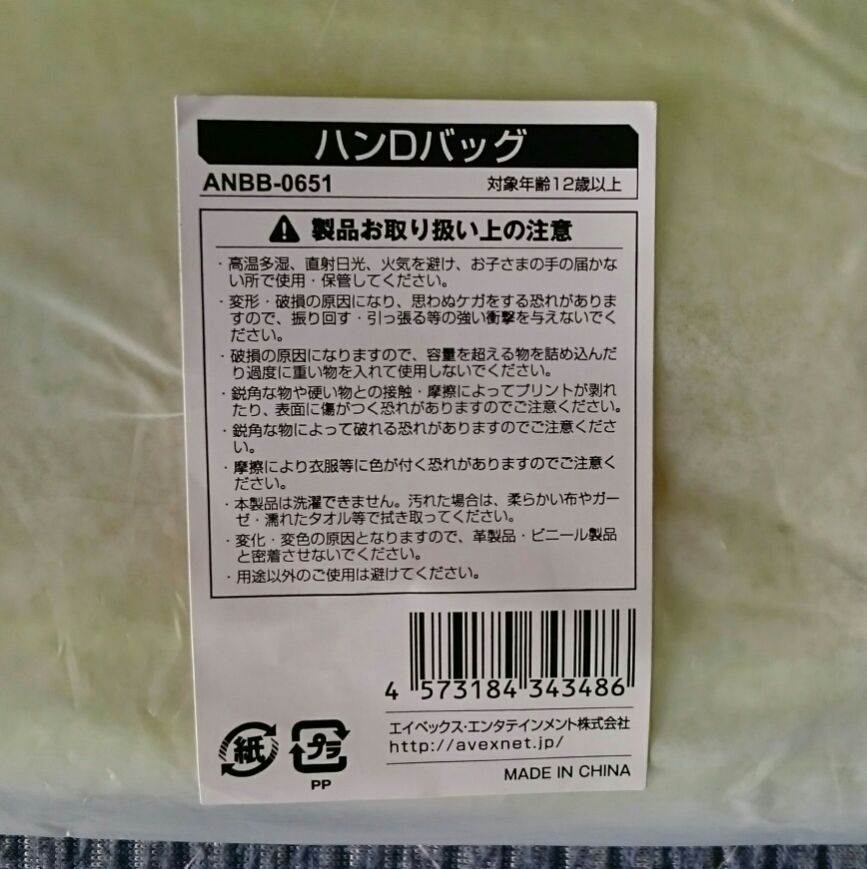 ハンDバッグ
ANBB-0651 対象年齢12歳以上
製品お取り扱い上の注意
・高温多湿、直射日光、火気を避け、お子さまの手の届かな
い所で使用・保管してください。
・変形・破損の原因になり、思わぬケガをする恐れがありま
すので、振り回す・引っ張る等の強い衝撃を与えないでく
ださい。
・破損の原因になりますので、容量を超える物を詰め込んだ
り過度に重い物を入れて使用しないでください。
・鋭角な物や硬い物との接触・摩擦によってプリントが剥れ
たり、表面に傷がつく恐れがありますのでご注意ください。
・鋭角な物によって破れる恐れがありますのでご注意くださ
い。
・摩擦により衣服等に色が付く恐れがありますのでご注意く
ださい。
・本製品は洗濯できません。汚れた場合は、柔らかい布やガー
ゼ・濡れたタオル等で拭き取ってください。
・変化・変色の原因となりますので、革製品・ビニール製品
と密着させないでください。
・用途以外のご使用は避けてください。
4 573184 343486
エイベックス・エンタテインメント株式会社
http://avexnet.jp/
紙 プラ
PP
MADE IN CHINA